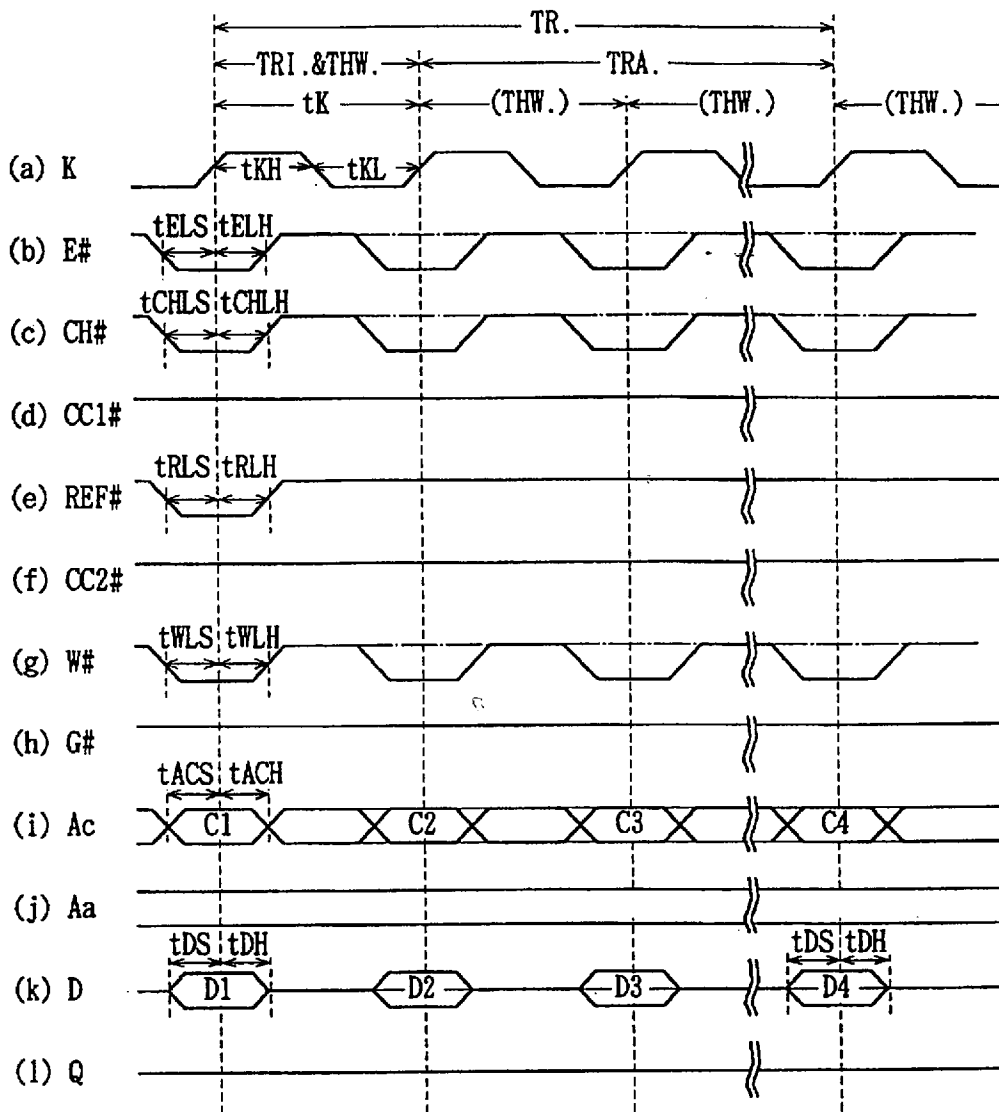 TR.
TRI.&THW. TRA.
tK (THW.) (THW.) (THW.)
(a) K tKH tKL
tELS tELH
(b) E#
tCHLS tCHLH
(c) CH#
(d) CC1#
tRLS tRLH
(e) REF#
(f) CC2#
tWLS tWLH
(g) W#
(h) G#
tACS tACH
(i) Ac C1 C2 C3 C4
(j) Aa
tDS tDH tDS tDH
(k) D D1 D2 D3 D4
(l) Q